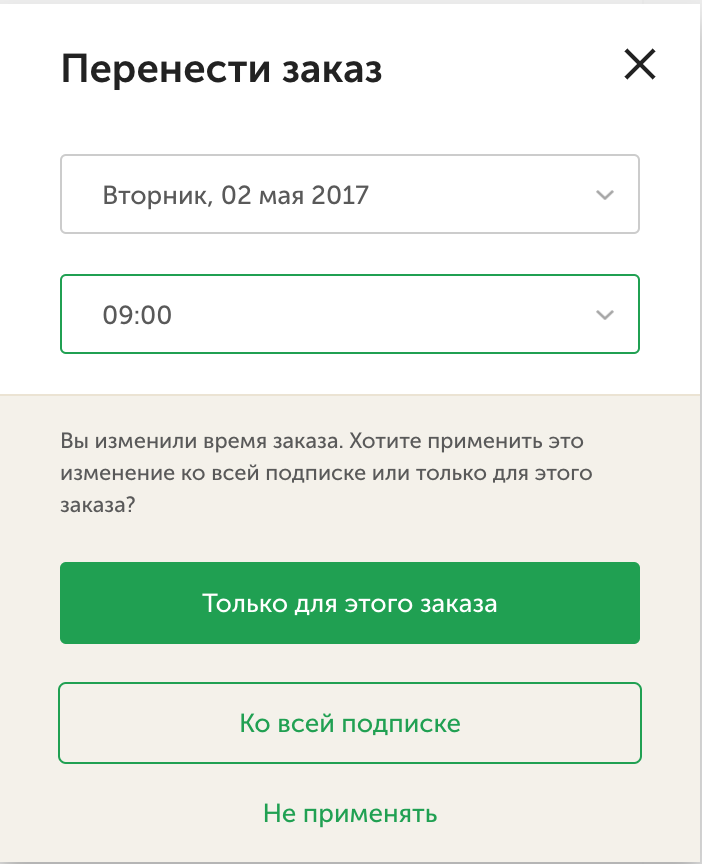 Перенести заказ
Вторник, 02 мая 2017
09:00
Вы изменили время заказа. Хотите применить это
изменение ко всей подписке или только для этого
заказа?
Только для этого заказа
Ко всей подписке
Не применять